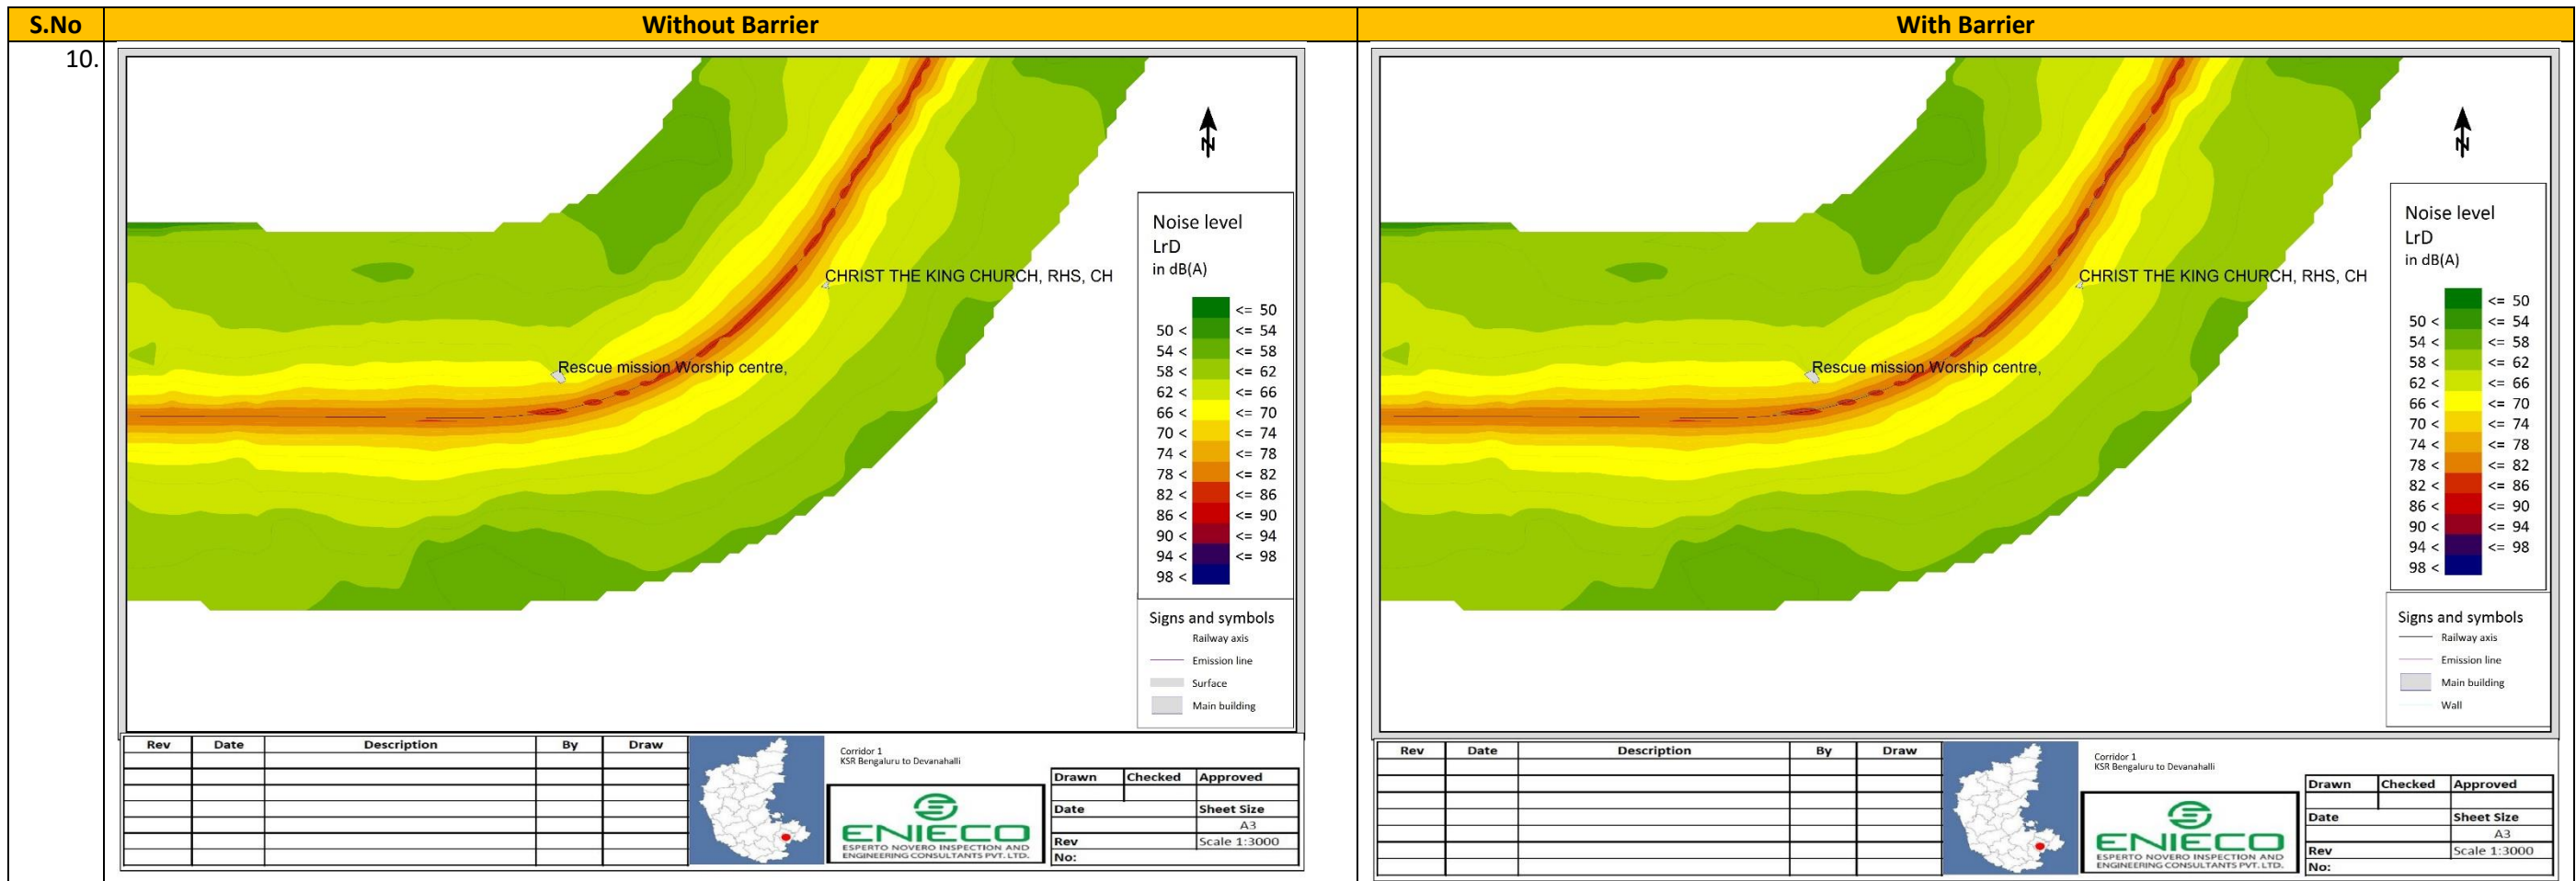 S.No Without Barrier With Barrier
10.
N
CHRIST THE KING CHURCH, RHS, CH
Rescue mission Worship centre,
Noise level
LrD
in dB(A)
<= 50
50 < <= 54
54 < <= 58
58 < <= 62
62 < <= 66
66 < <= 70
70 < <= 74
74 < <= 78
78 < <= 82
82 < <= 86
86 < <= 90
90 < <= 94
94 < <= 98
98 <
Signs and symbols
Railway axis
Emission line
Surface
Main building
Rev Date Description By Draw
Corridor 1
KSR Bengaluru to Devanahalli
ENIECO
ESPERTO NOVERO INSPECTION AND
ENGINEERING CONSULTANTS PVT. LTD.
Drawn Checked Approved
Date Sheet Size
A3
Rev Scale 1:3000
No:
N
CHRIST THE KING CHURCH, RHS, CH
Rescue mission Worship centre,
Noise level
LrD
in dB(A)
<= 50
50 < <= 54
54 < <= 58
58 < <= 62
62 < <= 66
66 < <= 70
70 < <= 74
74 < <= 78
78 < <= 82
82 < <= 86
86 < <= 90
90 < <= 94
94 < <= 98
98 <
Signs and symbols
Railway axis
Emission line
Main building
Wall
Rev Date Description By Draw
Corridor 1
KSR Bengaluru to Devanahalli
ENIECO
ESPERTO NOVERO INSPECTION AND
ENGINEERING CONSULTANTS PVT. LTD.
Drawn Checked Approved
Date Sheet Size
A3
Rev Scale 1:3000
No: